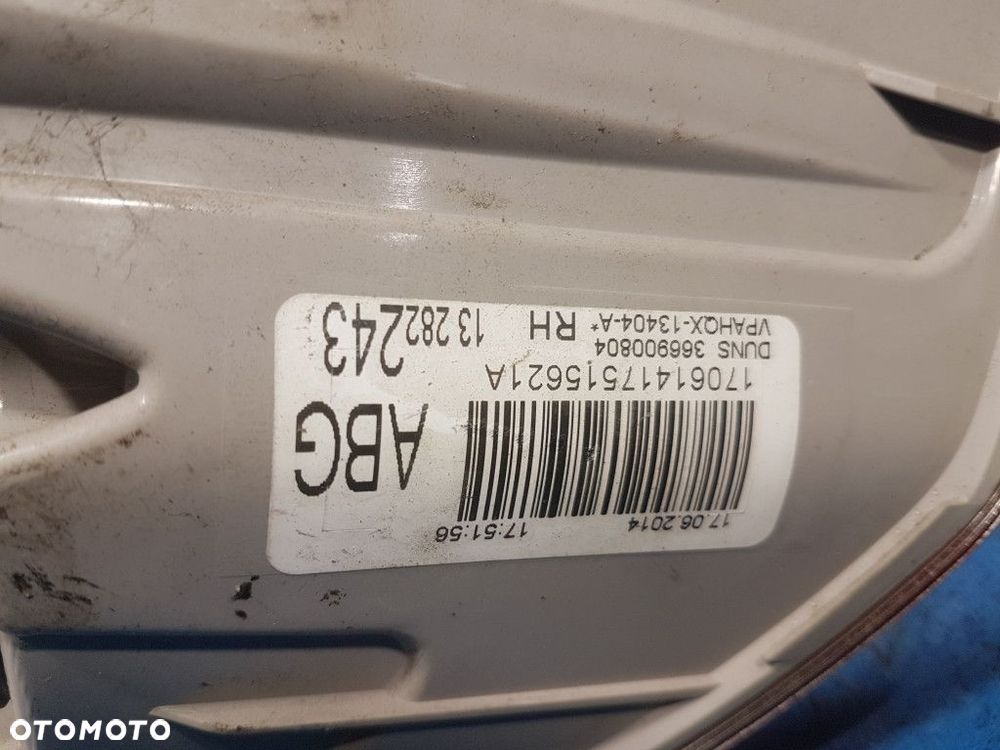 17.06.2014 17:51:56
ABG
17061417515621A
DUNS 366900804
VPAHQX-13404-A*
RH
13 282 243
OTOMOTO